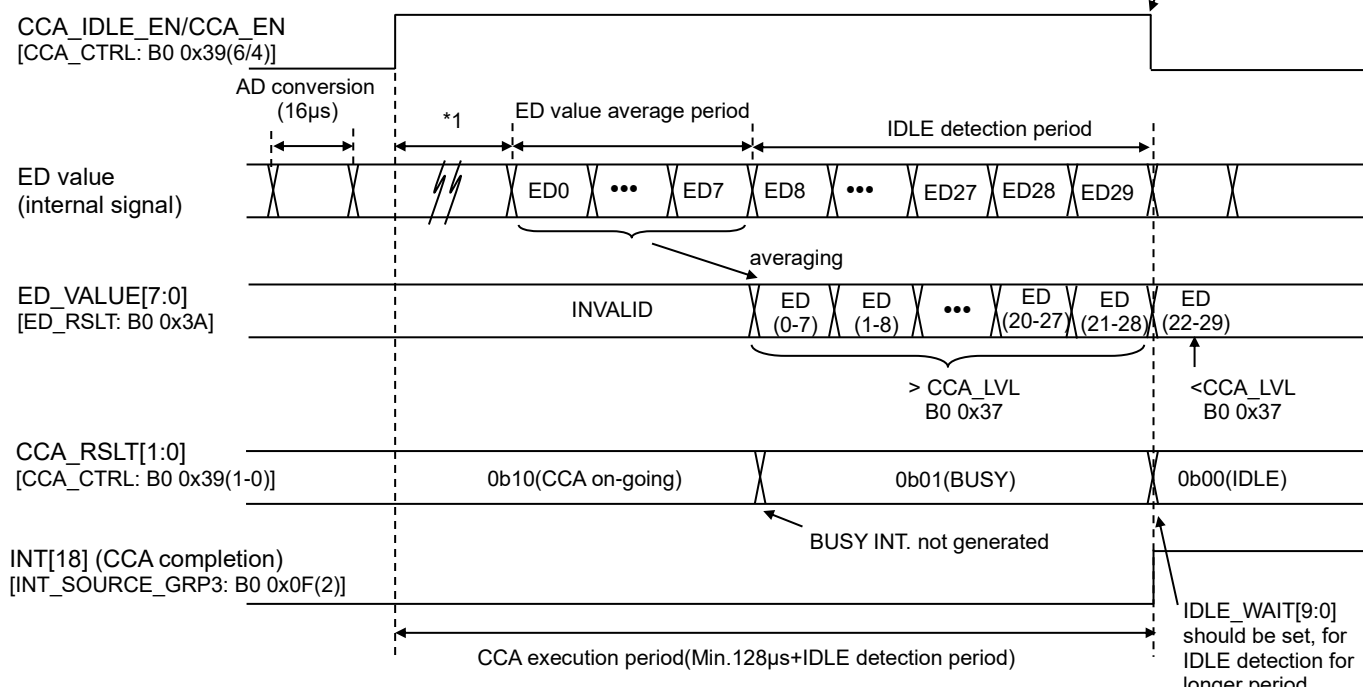 CCA_IDLE_EN/CCA_EN
[CCA_CTRL: B0 0x39(6/4)]
AD conversion
(16μs)
*1
ED value average period
IDLE detection period
ED value
(internal signal)
ED0
•••
ED7
ED8
•••
ED27
ED28
ED29
averaging
ED_VALUE[7:0]
[ED_RSLT: B0 0x3A]
INVALID
ED
(0-7)
ED
(1-8)
•••
ED
(20-27)
ED
(21-28)
ED
(22-29)
> CCA_LVL
B0 0x37
<CCA_LVL
B0 0x37
CCA_RSLT[1:0]
[CCA_CTRL: B0 0x39(1-0)]
0b10(CCA on-going)
0b01(BUSY)
0b00(IDLE)
BUSY INT. not generated
INT[18] (CCA completion)
[INT_SOURCE_GRP3: B0 0x0F(2)]
IDLE_WAIT[9:0]
should be set, for
IDLE detection for
longer period
CCA execution period(Min.128μs+IDLE detection period)